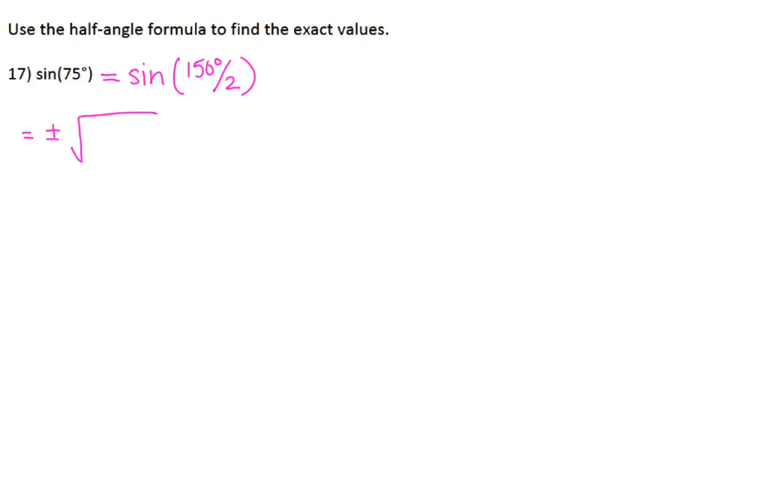 Use the half-angle formula to find the exact values.
17) sin(75°) = sin(150°/2)
= ± √